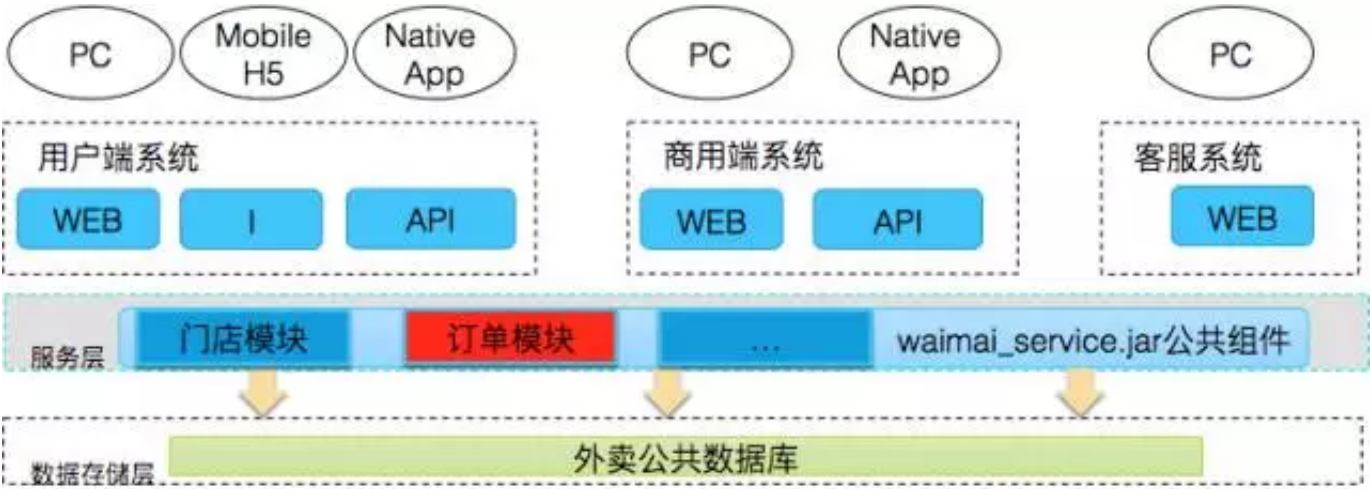 PC
Mobile
H5
Native
App
PC
Native
App
PC
用户端系统
WEB
I
API
商用端系统
WEB
API
客服系统
WEB
服务层
门店模块
订单模块
...
waimai_service.jar公共组件
数据存储层
外卖公共数据库